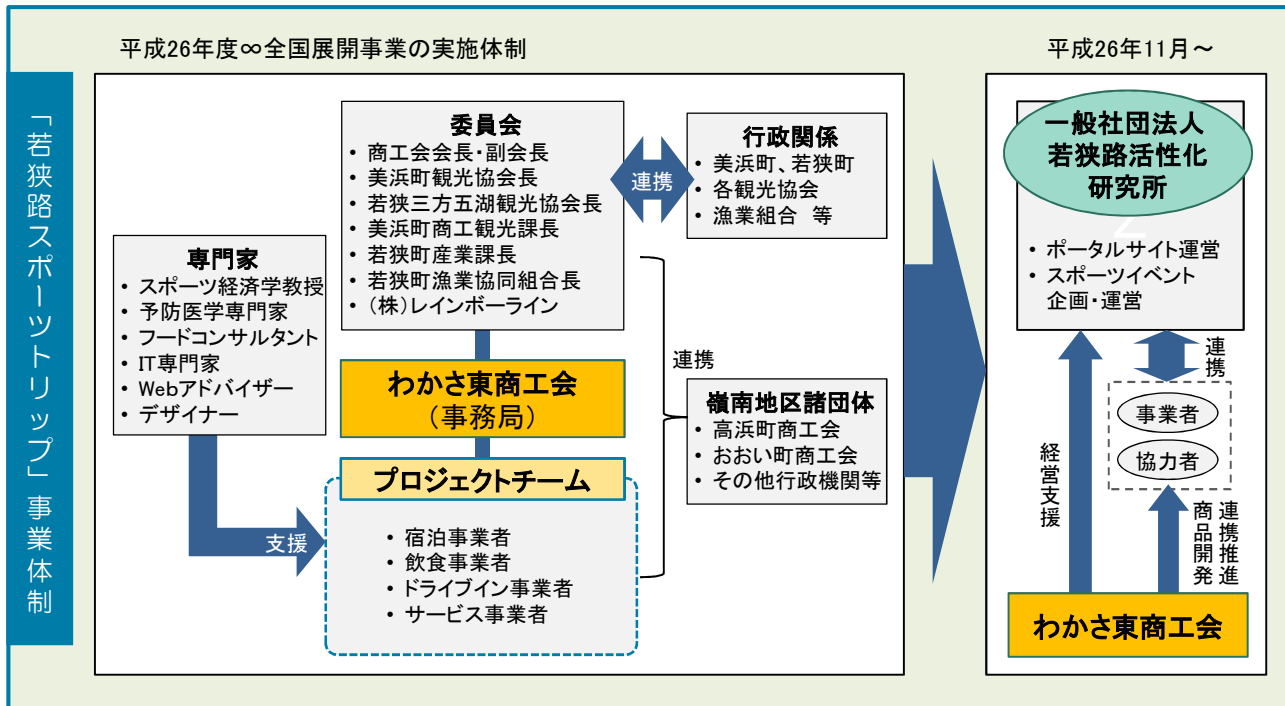 「若狭路スポーツトリップ」事業体制
平成26年度∞全国展開事業の実施体制
専門家
・スポーツ経済学教授
・予防医学専門家
・フードコンサルタント
・IT専門家
・Webアドバイザー
・デザイナー
支援
委員会
・商工会会長・副会長
・美浜町観光協会長
・若狭三方五湖観光協会長
・美浜町商工観光課長
・若狭町産業課長
・若狭町漁業協同組合長
・(株)レインボーライン
わかさ東商工会
(事務局)
プロジェクトチーム
・宿泊事業者
・飲食事業者
・ドライブイン事業者
・サービス事業者
連携
行政関係
・美浜町、若狭町
・各観光協会
・漁業組合 等
連携
嶺南地区諸団体
・高浜町商工会
・おおい町商工会
・その他行政機関等
平成26年11月～
一般社団法人
若狭路活性化
研究所
・ポータルサイト運営
・スポーツイベント
企画・運営
連携
事業者
協力者
経営支援
連携推進
商品開発
わかさ東商工会